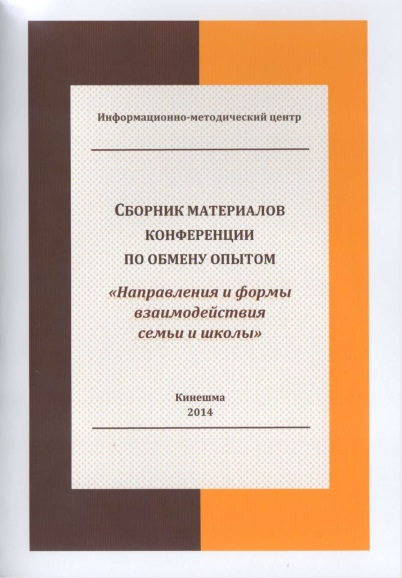 Информационно-методический центр
СБОРНИК МАТЕРИАЛОВ
КОНФЕРЕНЦИИ
ПО ОБМЕНУ ОПЫТОМ
«Направления и формы
взаимодействия
семьи и школы»
Кинешма
2014